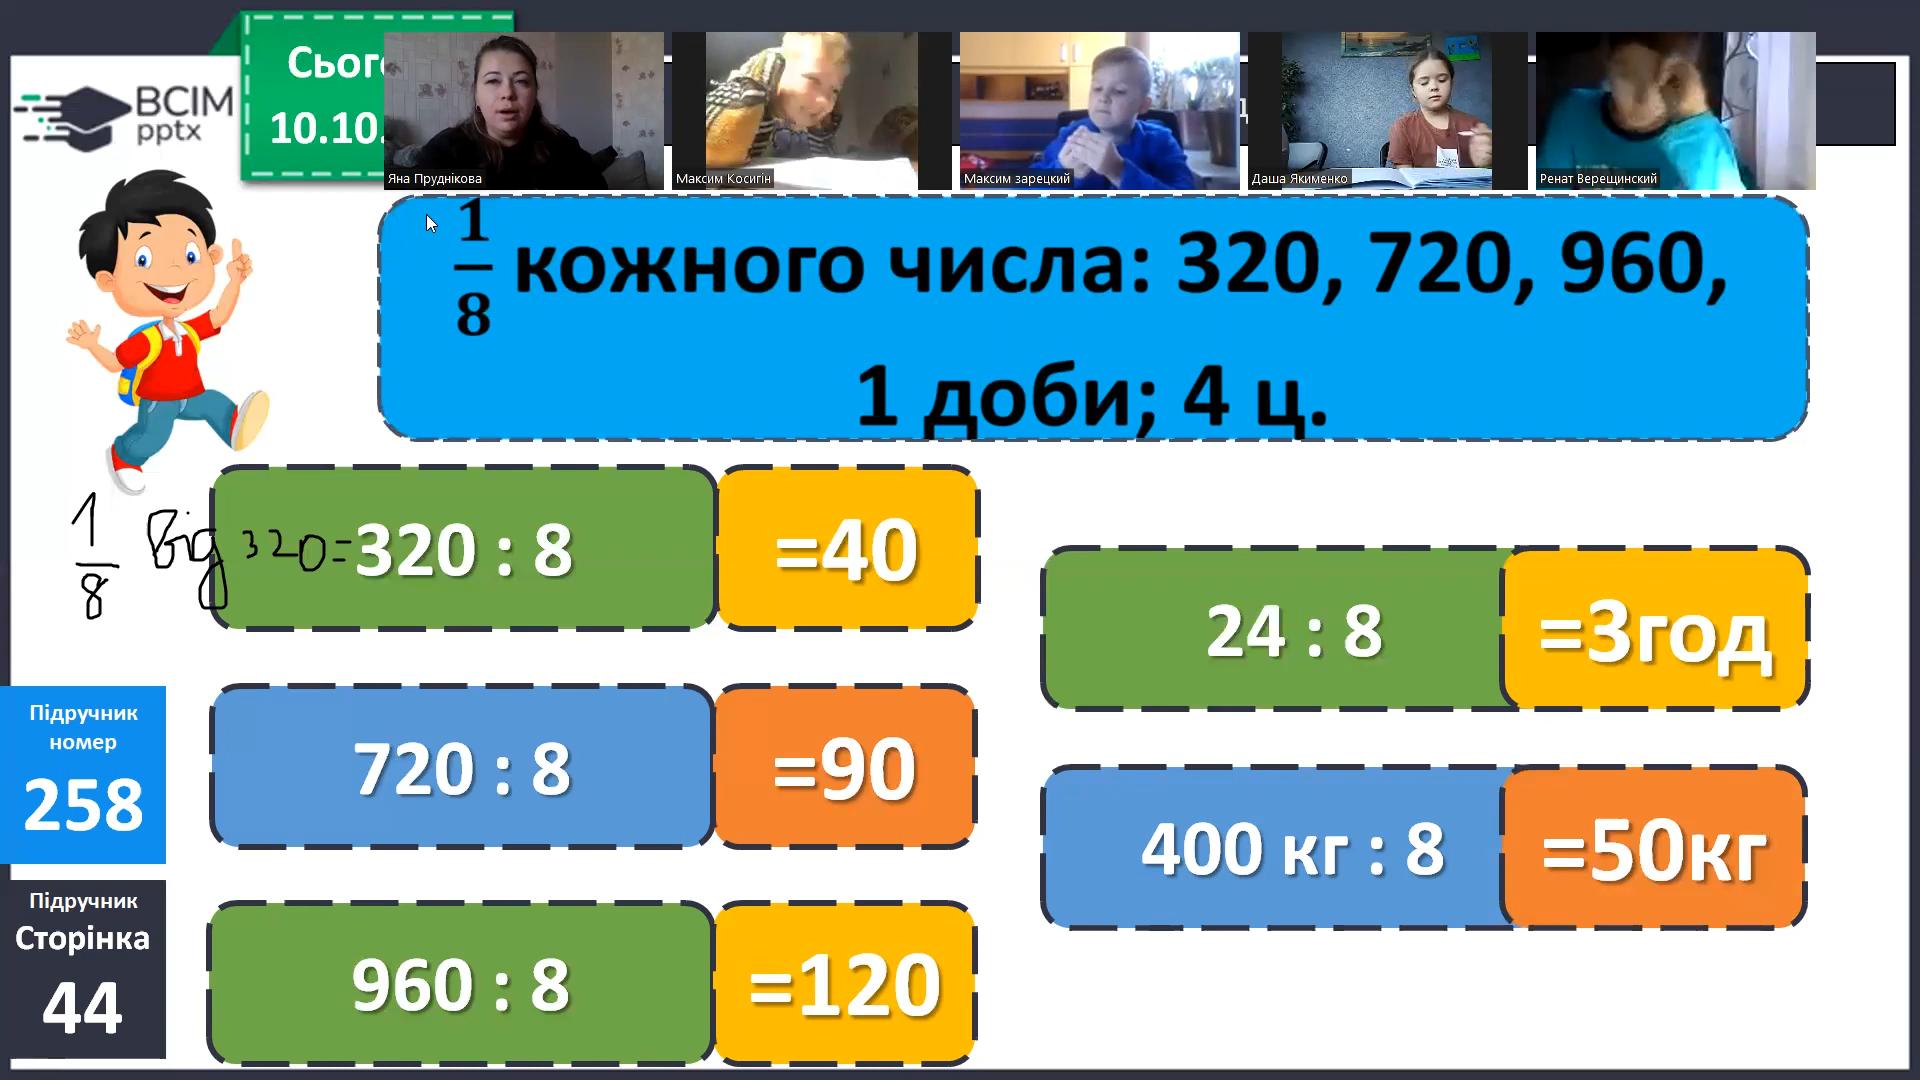 Сього
10.10.
BCIM
pptx
Яна Пруднікова
Максим Косигін
Максим зарецкий
Даша Якименко
Ренат Верещинский
1/8 кожного числа: 320, 720, 960,
1 доби; 4 ц.
1/8 Від 320=
320 : 8 =40
720 : 8 =90
960 : 8 =120
24 : 8 =3год
400 кг : 8 =50кг
Підручник
номер
258
Підручник
Сторінка
44